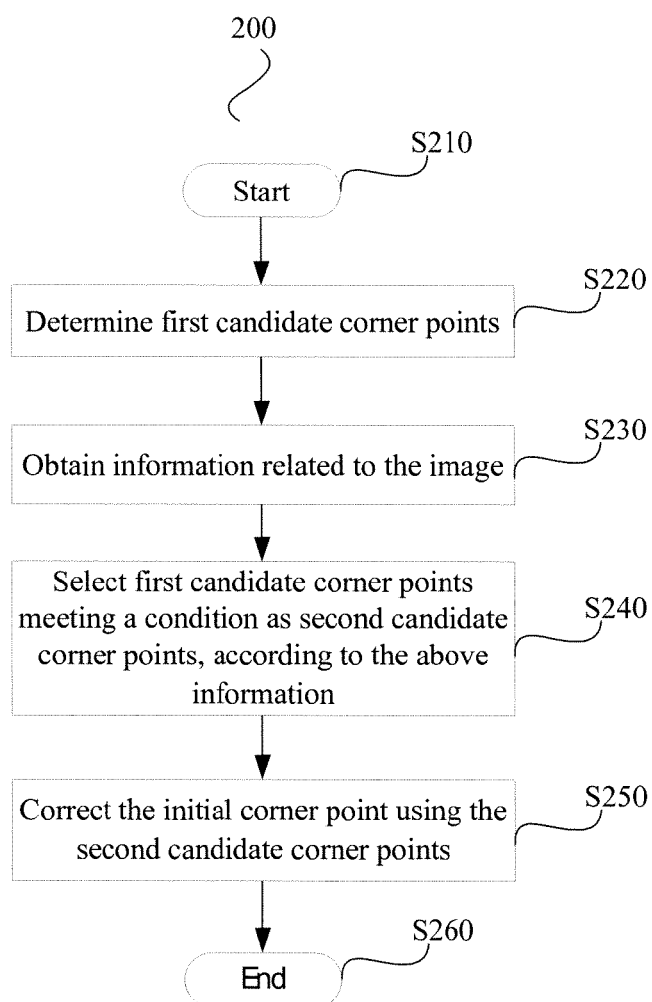 200
S210
Start
S220
Determine first candidate corner points
S230
Obtain information related to the image
S240
Select first candidate corner points
meeting a condition as second candidate
corner points, according to the above
information
S250
Correct the initial corner point using the
second candidate corner points
S260
End